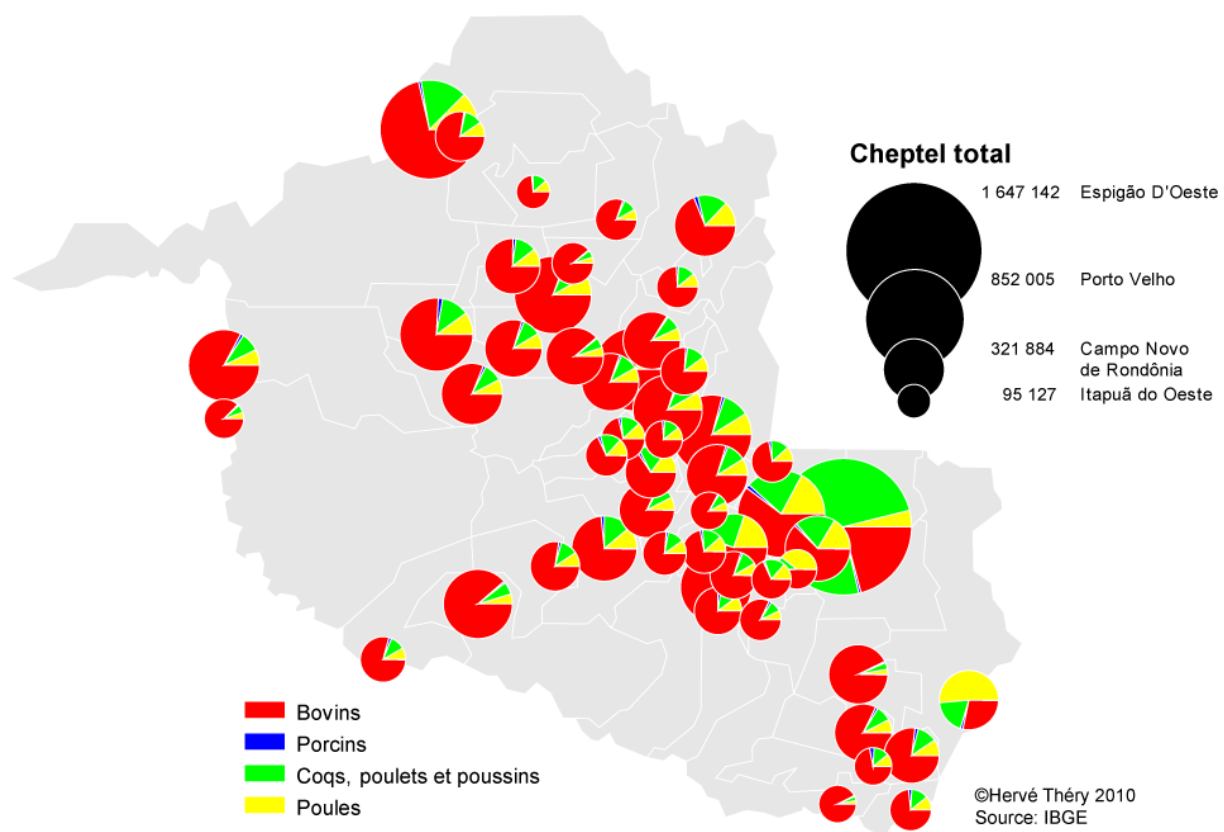 Cheptel total
1 647 142 Espigão D'Oeste
852 005 Porto Velho
321 884 Campo Novo
de Rondônia
95 127 Itapuã do Oeste
Bovins
Porcins
Coqs, poulets et poussins
Poules
©Hervé Théry 2010
Source: IBGE